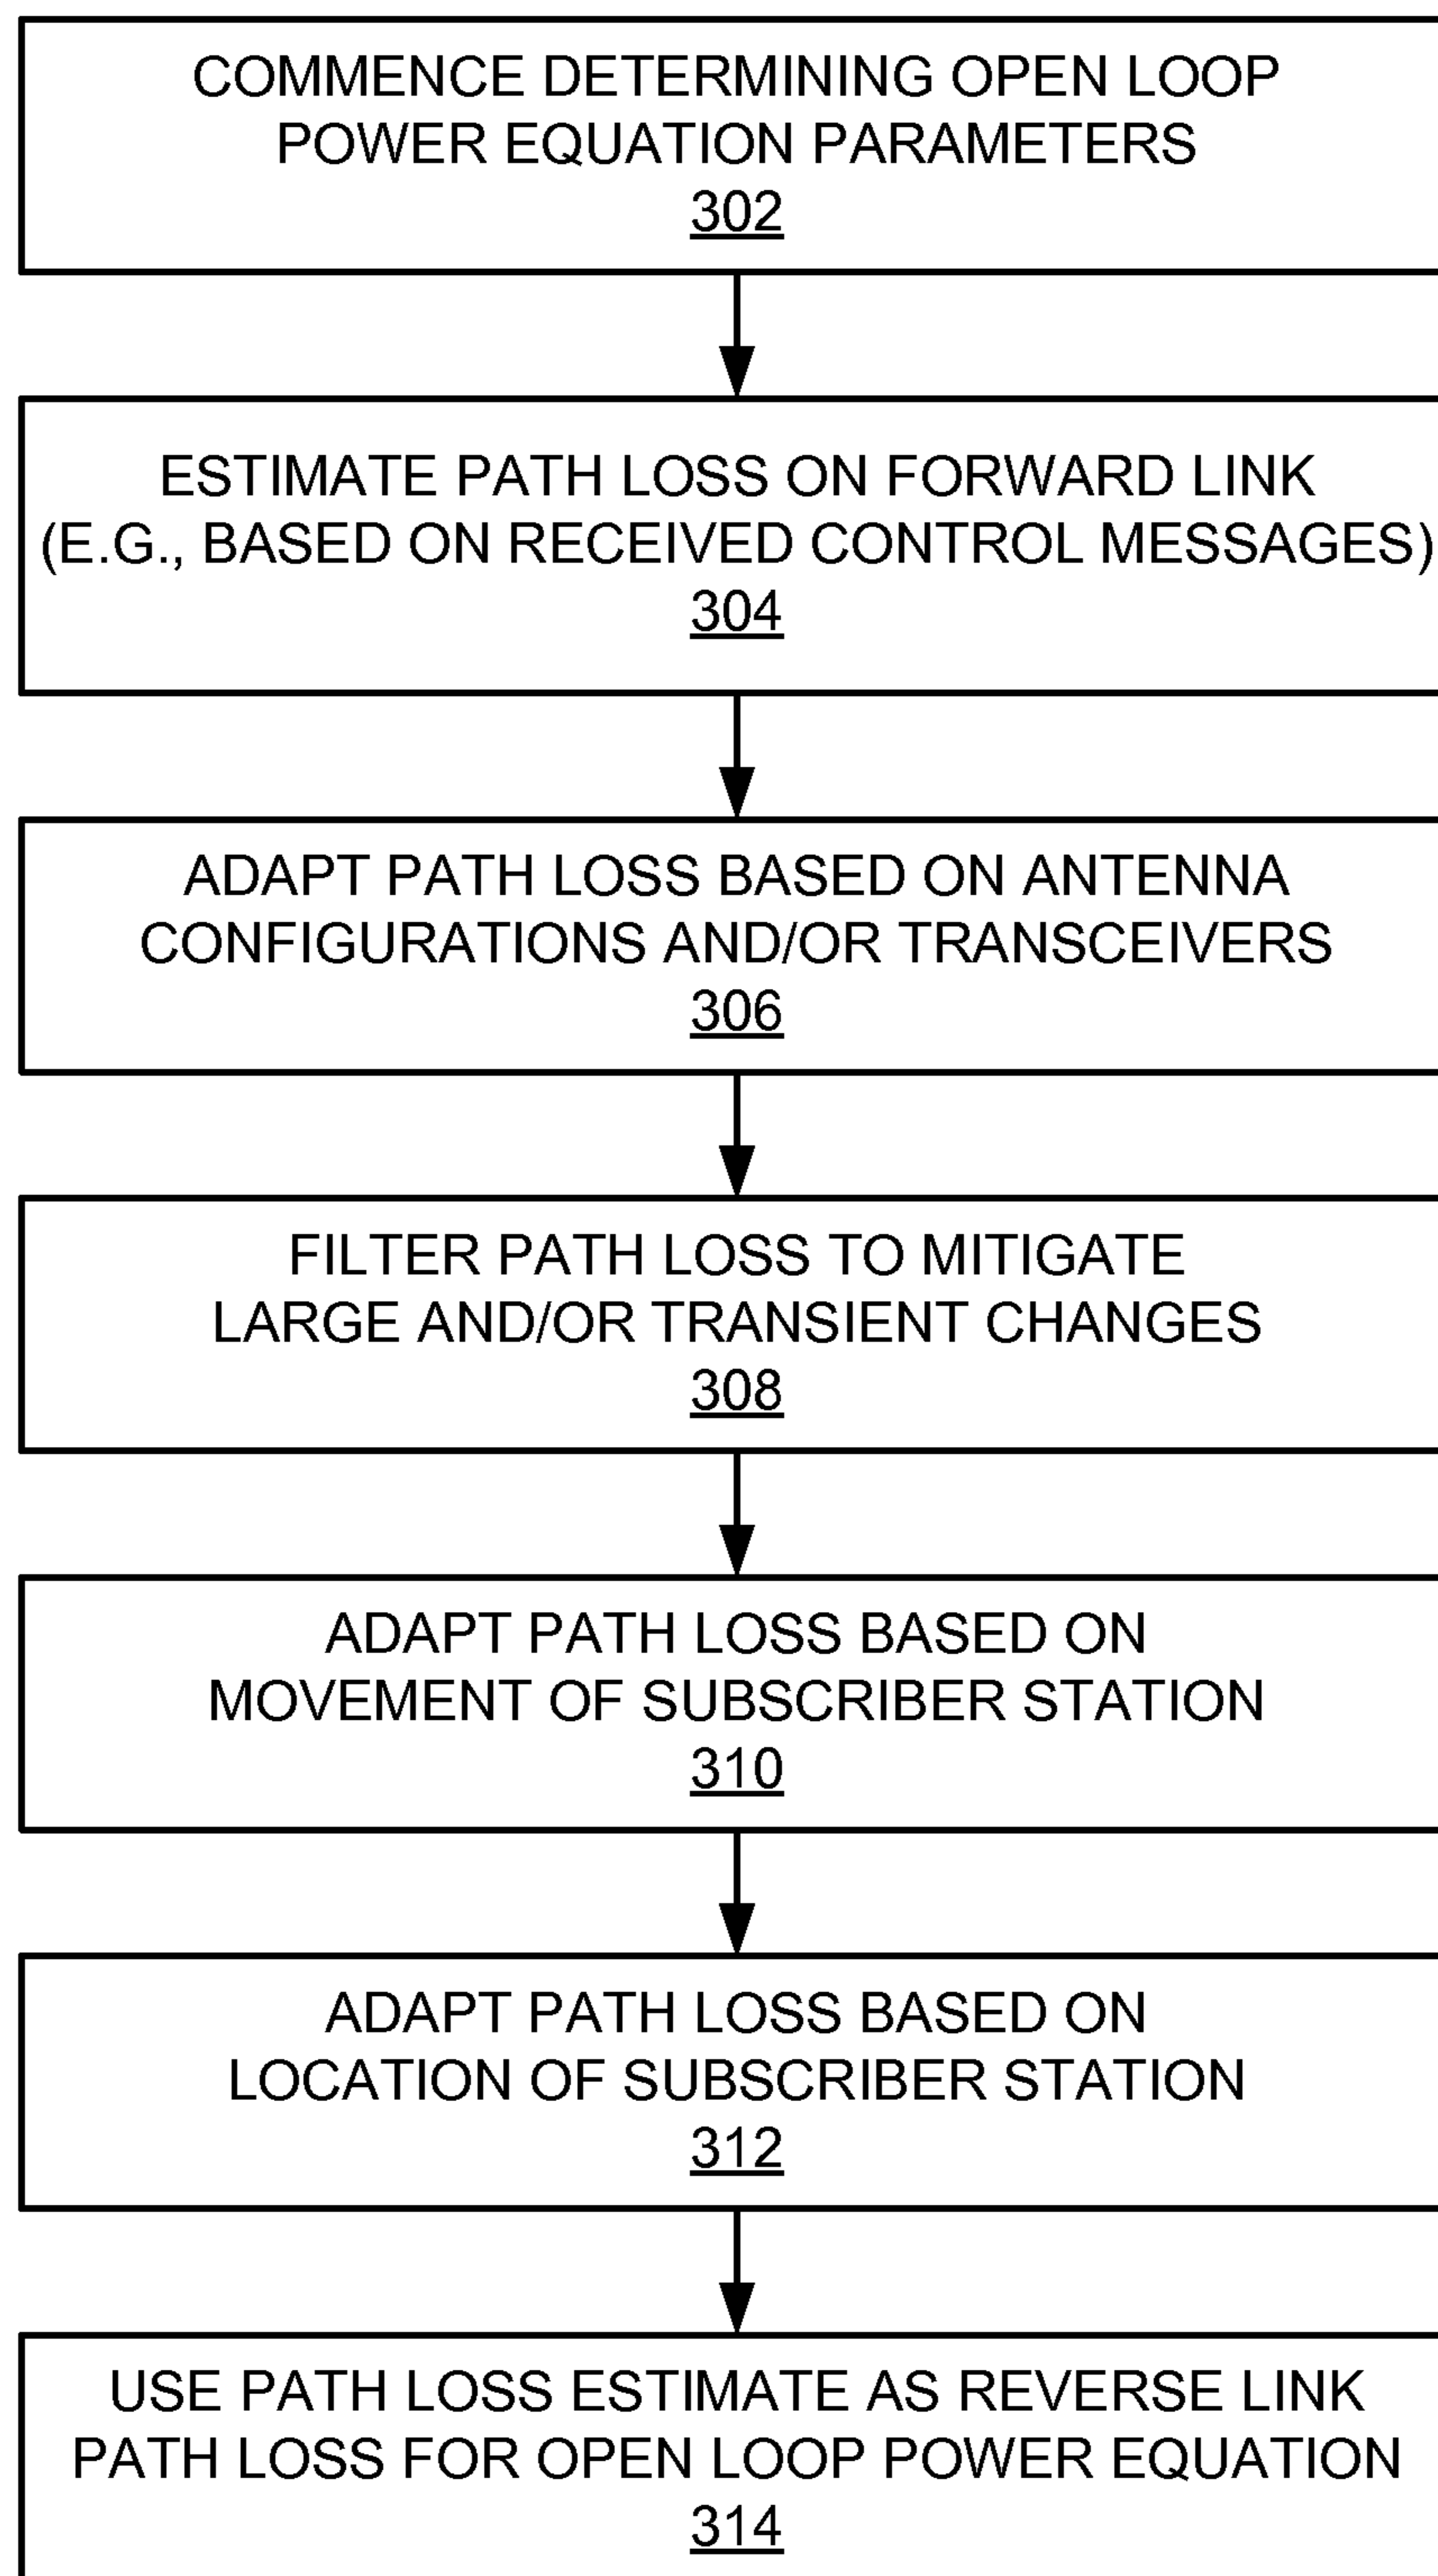 COMMENCE DETERMINING OPEN LOOP
POWER EQUATION PARAMETERS
302
ESTIMATE PATH LOSS ON FORWARD LINK
(E.G., BASED ON RECEIVED CONTROL MESSAGES)
304
ADAPT PATH LOSS BASED ON ANTENNA
CONFIGURATIONS AND/OR TRANSCEIVERS
306
FILTER PATH LOSS TO MITIGATE
LARGE AND/OR TRANSIENT CHANGES
308
ADAPT PATH LOSS BASED ON
MOVEMENT OF SUBSCRIBER STATION
310
ADAPT PATH LOSS BASED ON
LOCATION OF SUBSCRIBER STATION
312
USE PATH LOSS ESTIMATE AS REVERSE LINK
PATH LOSS FOR OPEN LOOP POWER EQUATION
314